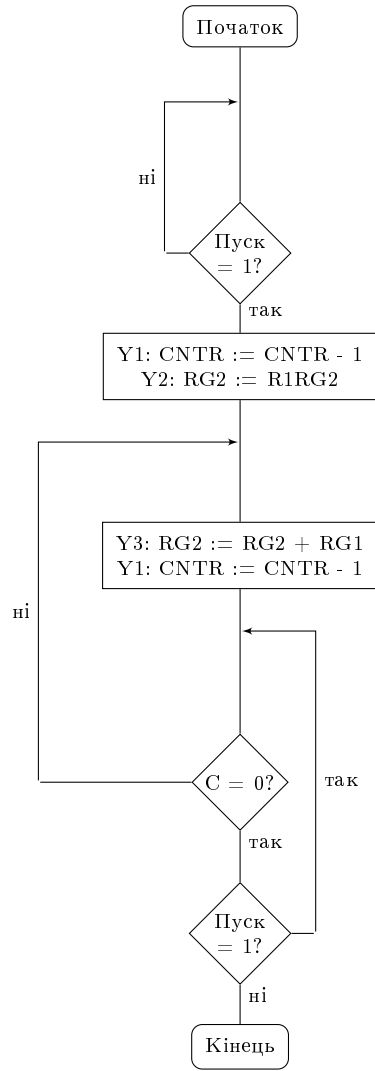 Початок
ні
Пуск
= 1?
так
Y1: CNTR := CNTR - 1
Y2: RG2 := R1RG2
Y3: RG2 := RG2 + RG1
Y1: CNTR := CNTR - 1
ні
C = 0?
так
так
Пуск
= 1?
ні
Кінець